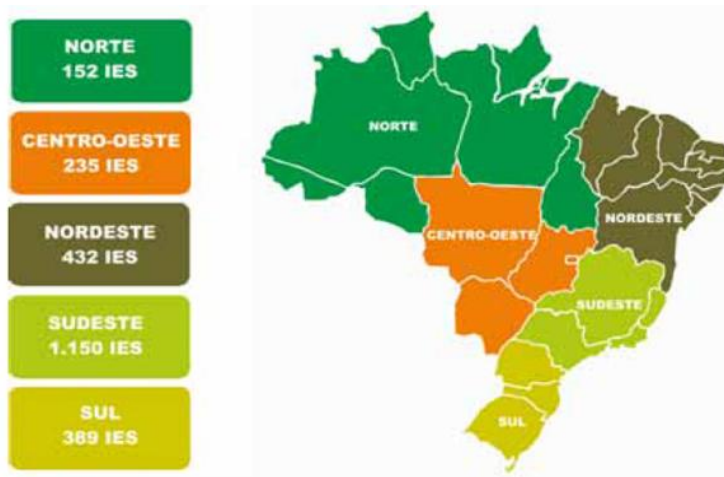 NORTE
152 IES
CENTRO-OESTE
235 IES
NORDESTE
432 IES
SUDESTE
1.150 IES
SUL
389 IES
NORTE
NORDESTE
CENTRO-OESTE
SUDESTE
SUL